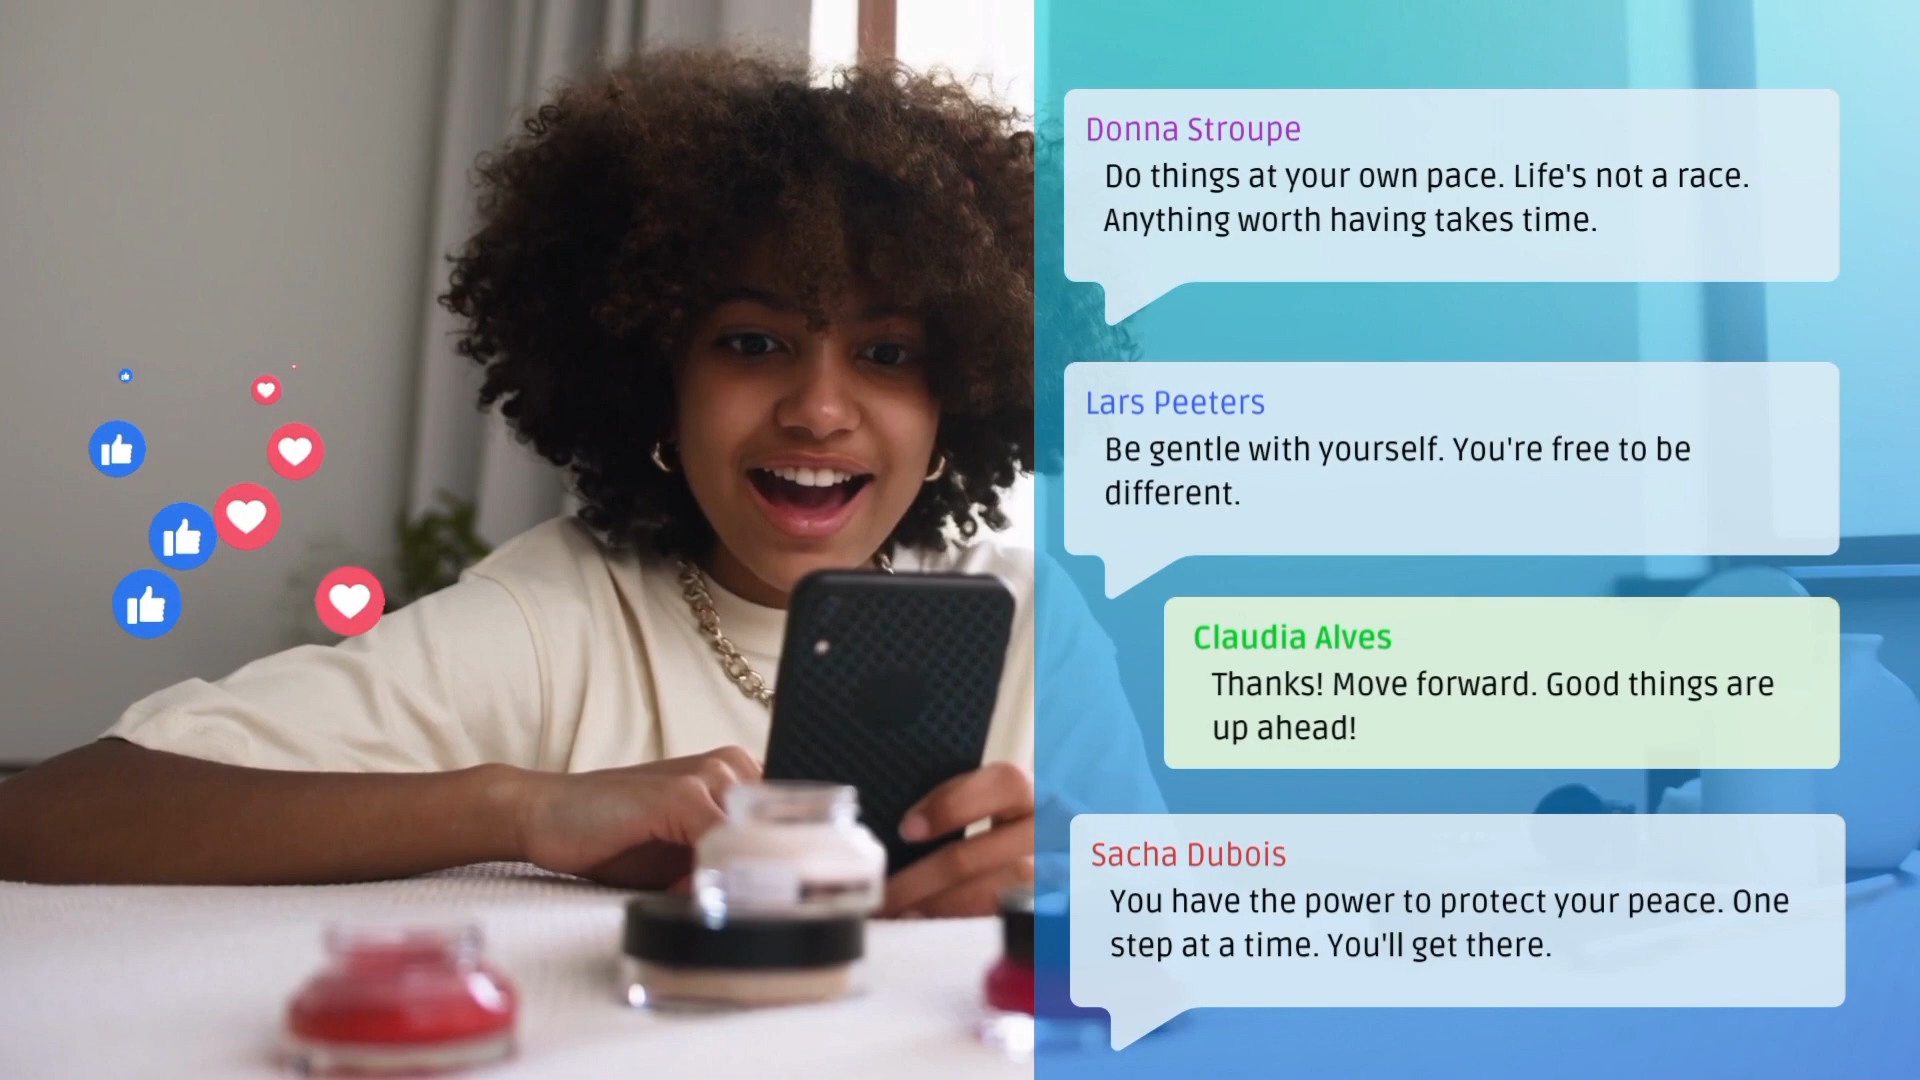 Donna Stroupe
Do things at your own pace. Life's not a race.
Anything worth having takes time.
Lars Peeters
Be gentle with yourself. You're free to be
different.
Claudia Alves
Thanks! Move forward. Good things are
up ahead!
Sacha Dubois
You have the power to protect your peace. One
step at a time. You'll get there.